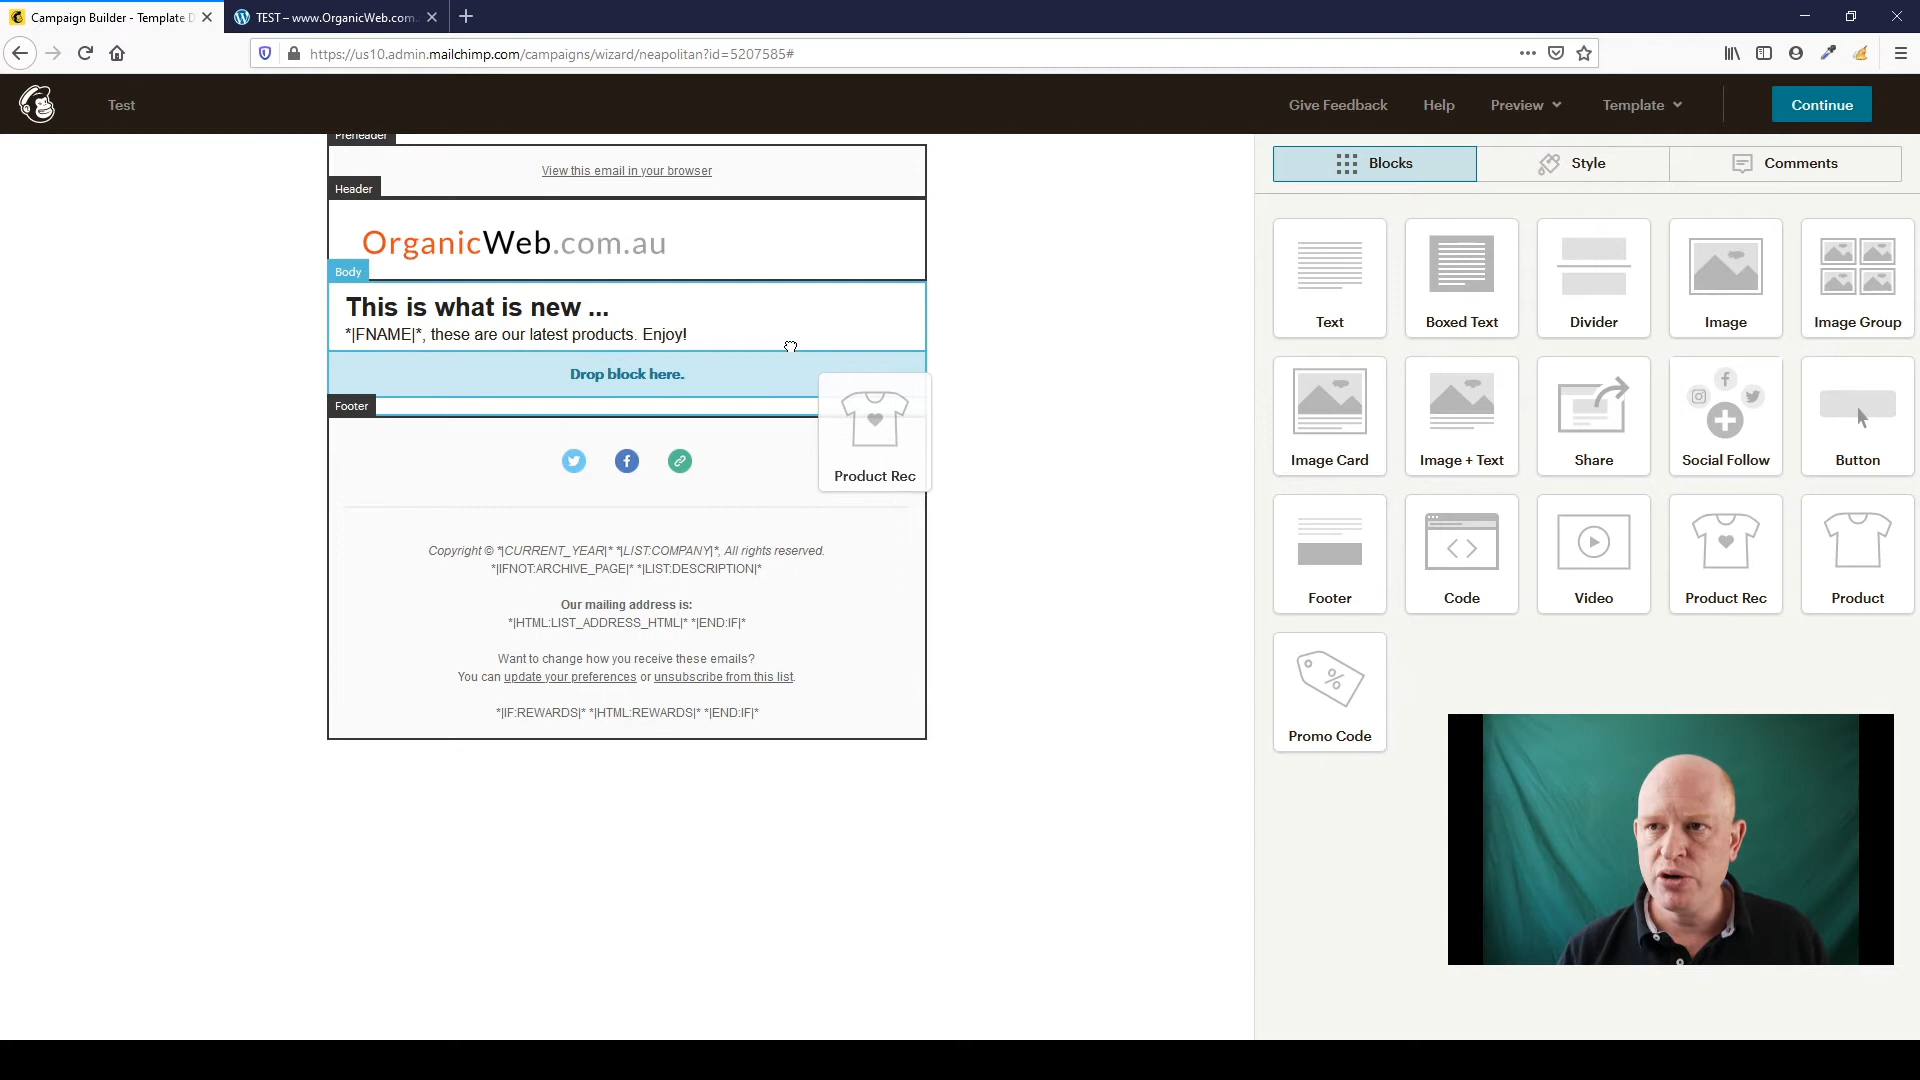 Campaign Builder - Template D
TEST – www.OrganicWeb.com.
https://us10.admin.mailchimp.com/campaigns/wizard/neapolitan?id=5207585#
Test
Give Feedback
Help
Preview
Template
Continue
Preheader
View this email in your browser
Header
OrganicWeb.com.au
Body
This is what is new ...
*|FNAME|*, these are our latest products. Enjoy!
Drop block here.
Footer
Product Rec
Copyright © *|CURRENT_YEAR|* *|LIST:COMPANY|*, All rights reserved.
*|IFNOT:ARCHIVE_PAGE|* *|LIST:DESCRIPTION|*
Our mailing address is:
*|HTML:LIST_ADDRESS_HTML|* *|END:IF|*
Want to change how you receive these emails?
You can update your preferences or unsubscribe from this list.
*|IF:REWARDS|* *|HTML:REWARDS|* *|END:IF|*
Blocks
Style
Comments
Text
Boxed Text
Divider
Image
Image Group
Image Card
Image + Text
Share
Social Follow
Button
Footer
Code
Video
Product Rec
Product
Promo Code